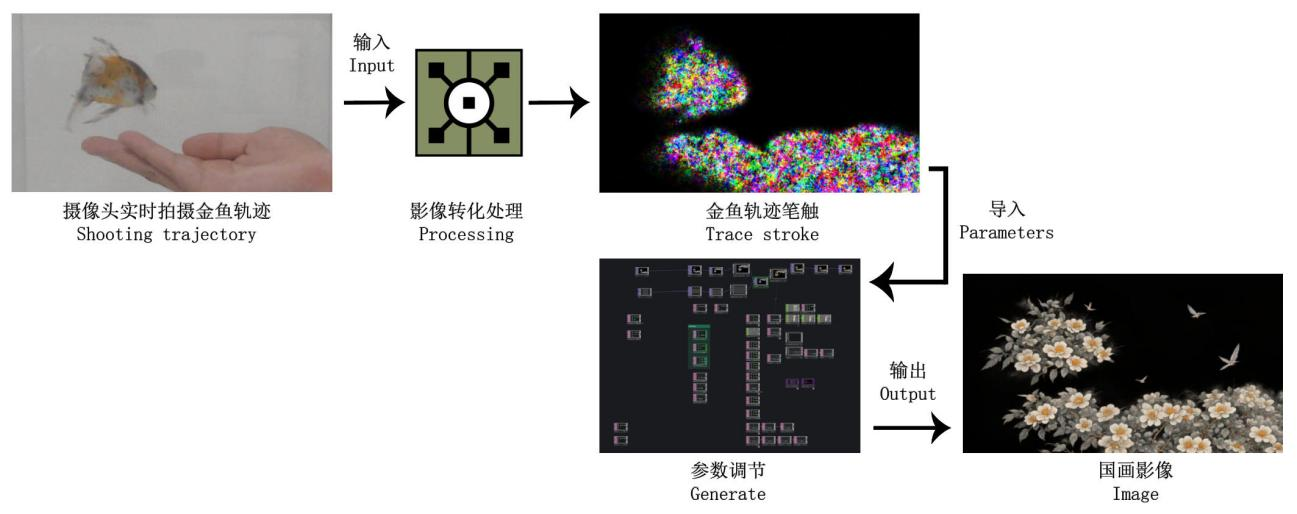 输入
Input
摄像头实时拍摄金鱼轨迹
Shooting trajectory
影像转化处理
Processing
金鱼轨迹笔触
Trace stroke
导入
Parameters
参数调节
Generate
输出
Output
国画影像
Image